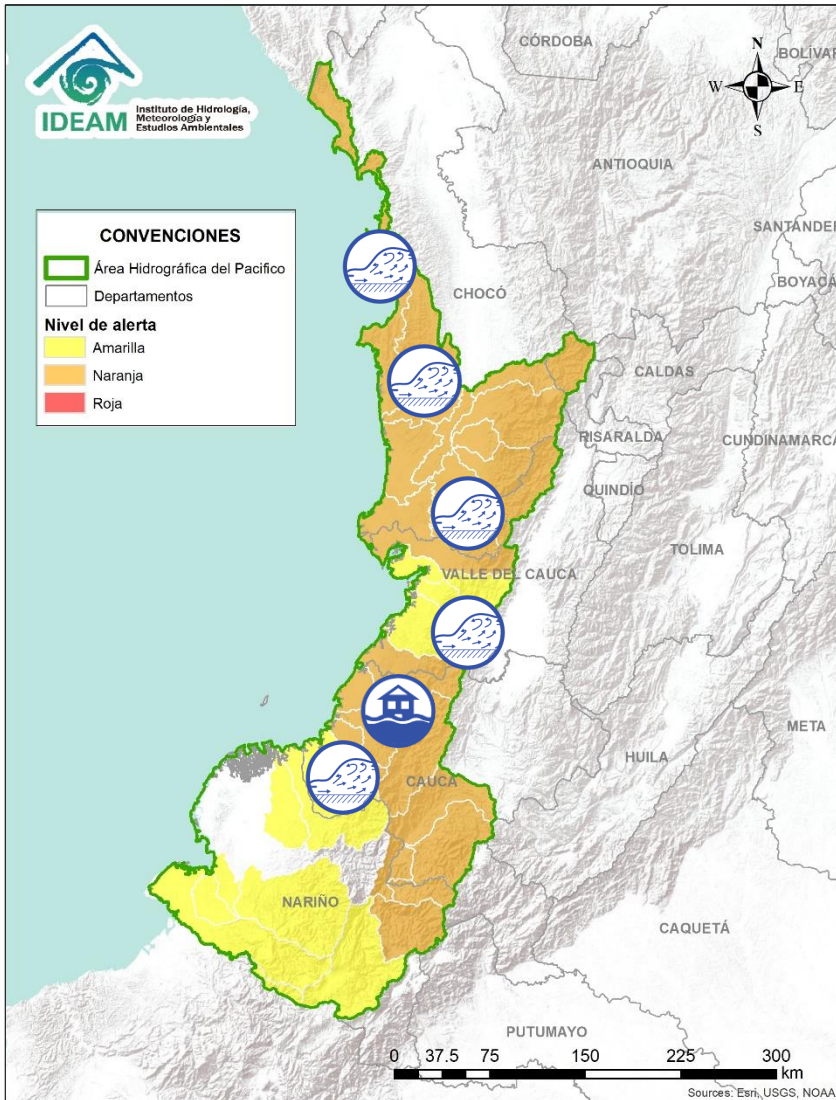 IDEAM
Instituto de Hidrología,
Meteorología y
Estudios Ambientales
N
W
E
S
CÓRDOBA
BOLÍVAR
ANTIOQUIA
SANTANDER
BOYACÁ
CHOCÓ
CALDAS
RISARALDA
CUNDINAMARCA
QUINDÍO
TOLIMA
VALLE DEL CAUCA
META
HUILA
CAUCA
NARIÑO
CAQUETÁ
PUTUMAYO
CONVENCIONES
Área Hidrográfica del Pacifico
Departamentos
Nivel de alerta
Amarilla
Naranja
Roja
0 37.5 75 150 225 300
km
Sources: Esri, USGS, NOAA